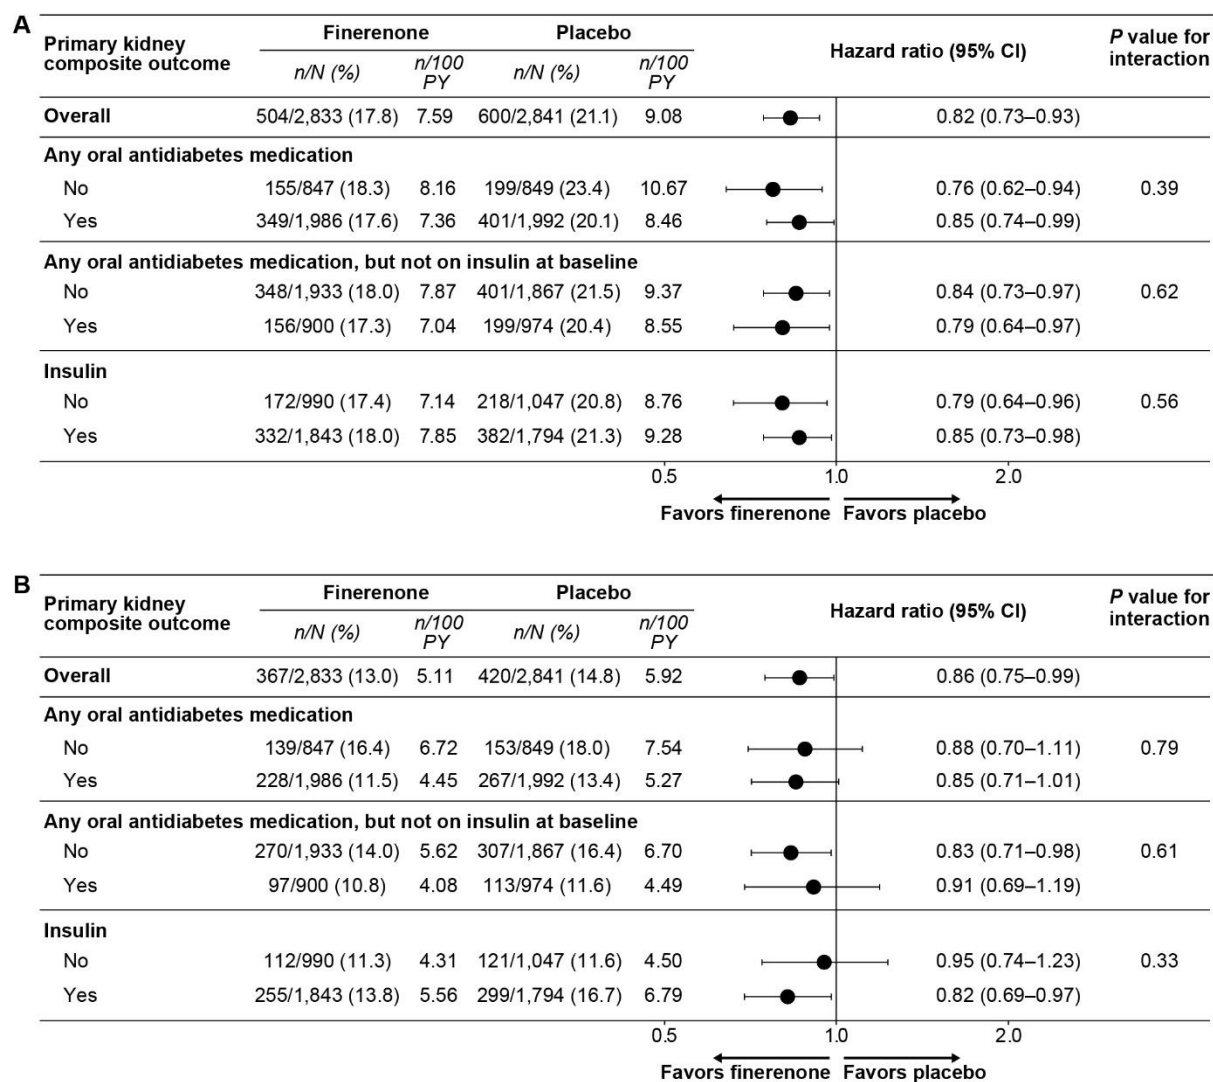 A
Primary kidney composite outcome Finerenone Placebo Hazard ratio (95% CI) P value for interaction
n/N (%) n/100 PY n/N (%) n/100 PY
Overall 504/2,833 (17.8) 7.59 600/2,841 (21.1) 9.08 0.82 (0.73–0.93)
Any oral antidiabetes medication
No 155/847 (18.3) 8.16 199/849 (23.4) 10.67 0.76 (0.62–0.94) 0.39
Yes 349/1,986 (17.6) 7.36 401/1,992 (20.1) 8.46 0.85 (0.74–0.99)
Any oral antidiabetes medication, but not on insulin at baseline
No 348/1,933 (18.0) 7.87 401/1,867 (21.5) 9.37 0.84 (0.73–0.97) 0.62
Yes 156/900 (17.3) 7.04 199/974 (20.4) 8.55 0.79 (0.64–0.97)
Insulin
No 172/990 (17.4) 7.14 218/1,047 (20.8) 8.76 0.79 (0.64–0.96) 0.56
Yes 332/1,843 (18.0) 7.85 382/1,794 (21.3) 9.28 0.85 (0.73–0.98)
0.5 1.0 2.0
Favors finerenone Favors placebo
B
Primary kidney composite outcome Finerenone Placebo Hazard ratio (95% CI) P value for interaction
n/N (%) n/100 PY n/N (%) n/100 PY
Overall 367/2,833 (13.0) 5.11 420/2,841 (14.8) 5.92 0.86 (0.75–0.99)
Any oral antidiabetes medication
No 139/847 (16.4) 6.72 153/849 (18.0) 7.54 0.88 (0.70–1.11) 0.79
Yes 228/1,986 (11.5) 4.45 267/1,992 (13.4) 5.27 0.85 (0.71–1.01)
Any oral antidiabetes medication, but not on insulin at baseline
No 270/1,933 (14.0) 5.62 307/1,867 (16.4) 6.70 0.83 (0.71–0.98) 0.61
Yes 97/900 (10.8) 4.08 113/974 (11.6) 4.49 0.91 (0.69–1.19)
Insulin
No 112/990 (11.3) 4.31 121/1,047 (11.6) 4.50 0.95 (0.74–1.23) 0.33
Yes 255/1,843 (13.8) 5.56 299/1,794 (16.7) 6.79 0.82 (0.69–0.97)
0.5 1.0 2.0
Favors finerenone Favors placebo